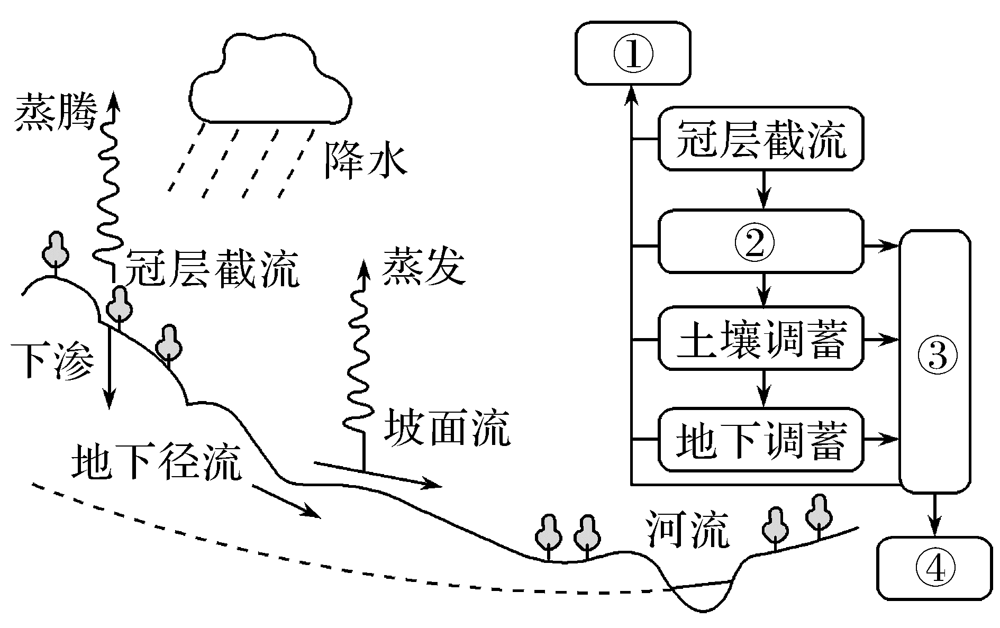 蒸腾
降水
冠层截流
蒸发
下渗
坡面流
地下径流
河流
①
冠层截流
②
土壤调蓄
③
地下调蓄
④